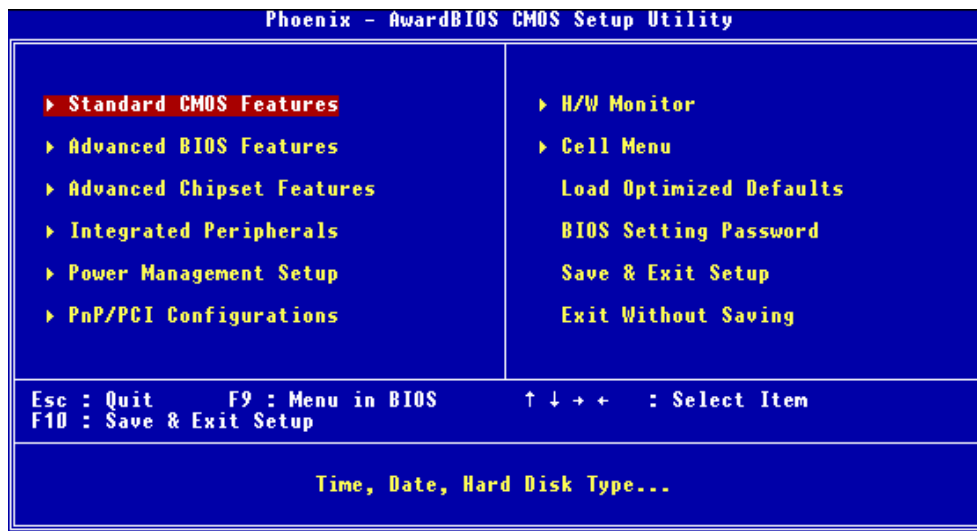 Phoenix - AwardBIOS CMOS Setup Utility
Standard CMOS Features
Advanced BIOS Features
Advanced Chipset Features
Integrated Peripherals
Power Management Setup
PnP/PCI Configurations
H/W Monitor
Cell Menu
Load Optimized Defaults
BIOS Setting Password
Save & Exit Setup
Exit Without Saving
Esc : Quit F9 : Menu in BIOS ↑ ↓ → ← : Select Item
F10 : Save & Exit Setup
Time, Date, Hard Disk Type...